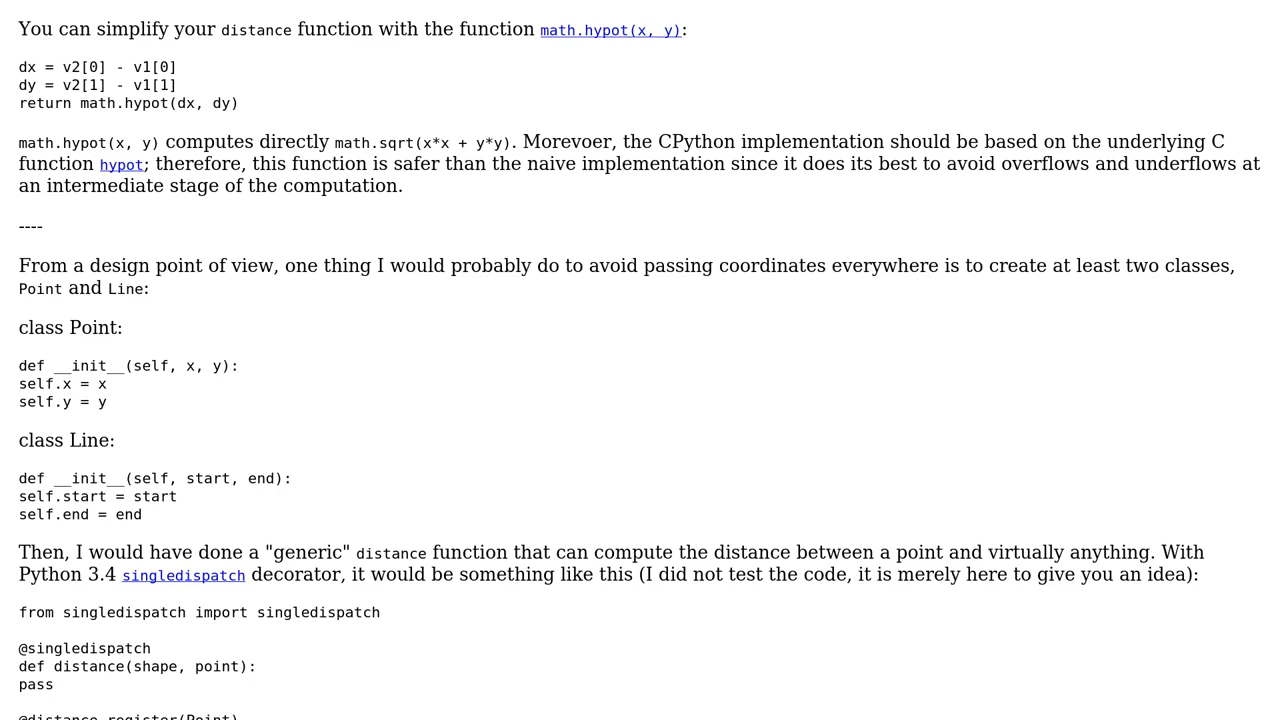 You can simplify your distance function with the function math.hypot(x, y):
dx = v2[0] - v1[0]
dy = v2[1] - v1[1]
return math.hypot(dx, dy)
math.hypot(x, y) computes directly math.sqrt(x*x + y*y). Morevoer, the CPython implementation should be based on the underlying C
function hypot; therefore, this function is safer than the naive implementation since it does its best to avoid overflows and underflows at
an intermediate stage of the computation.
----
From a design point of view, one thing I would probably do to avoid passing coordinates everywhere is to create at least two classes,
Point and Line:
class Point:
def __init__(self, x, y):
self.x = x
self.y = y
class Line:
def __init__(self, start, end):
self.start = start
self.end = end
Then, I would have done a "generic" distance function that can compute the distance between a point and virtually anything. With
Python 3.4 singledispatch decorator, it would be something like this (I did not test the code, it is merely here to give you an idea):
from singledispatch import singledispatch
@singledispatch
def distance(shape, point):
pass
@distance.register(Point)